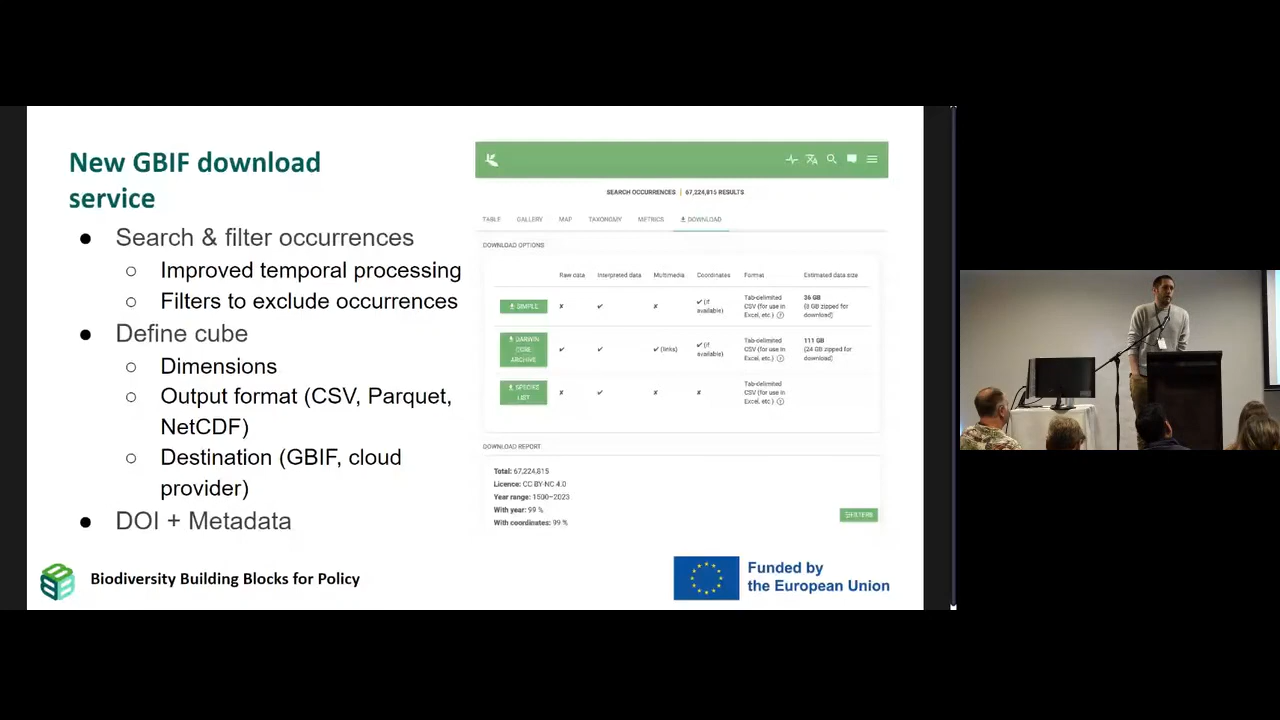 New GBIF download
service
● Search & filter occurrences
○ Improved temporal processing
○ Filters to exclude occurrences
● Define cube
○ Dimensions
○ Output format (CSV, Parquet,
NetCDF)
○ Destination (GBIF, cloud
provider)
● DOI + Metadata
SEARCH OCCURRENCES | 67,224,815 RESULTS
TABLE GALLERY MAP TAXONOMY METRICS DOWNLOAD
DOWNLOAD OPTIONS
Raw data Interpreted data Multimedia Coordinates Format Estimated data size
SIMPLE ✗ ✓ ✗ ✓ (if available) Tab-delimited CSV (for use in Excel, etc.) 36 GB (8 GB zipped for download)
DARWIN CORE ARCHIVE ✓ ✓ ✓ (links) ✓ (if available) Tab-delimited CSV (for use in Excel, etc.) 111 GB (24 GB zipped for download)
SPECIES LIST ✗ ✓ ✗ ✗ Tab-delimited CSV (for use in Excel, etc.)
DOWNLOAD REPORT
Total: 67,224,815
Licence: CC BY-NC 4.0
Year range: 1500–2023
With year: 99 %
With coordinates: 99 %
FILTERS
Biodiversity Building Blocks for Policy
Funded by
the European Union